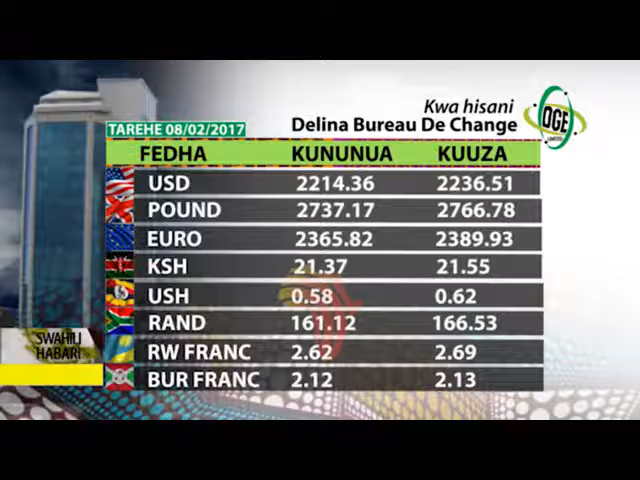 Kwa hisani
Delina Bureau De Change
DGE
TAREHE 08/02/2017
FEDHA KUNUNUA KUUZA
USD 2214.36 2236.51
POUND 2737.17 2766.78
EURO 2365.82 2389.93
KSH 21.37 21.55
USH 0.58 0.62
RAND 161.12 166.53
RW FRANC 2.62 2.69
BUR FRANC 2.12 2.13
SWAHILI
HABARI